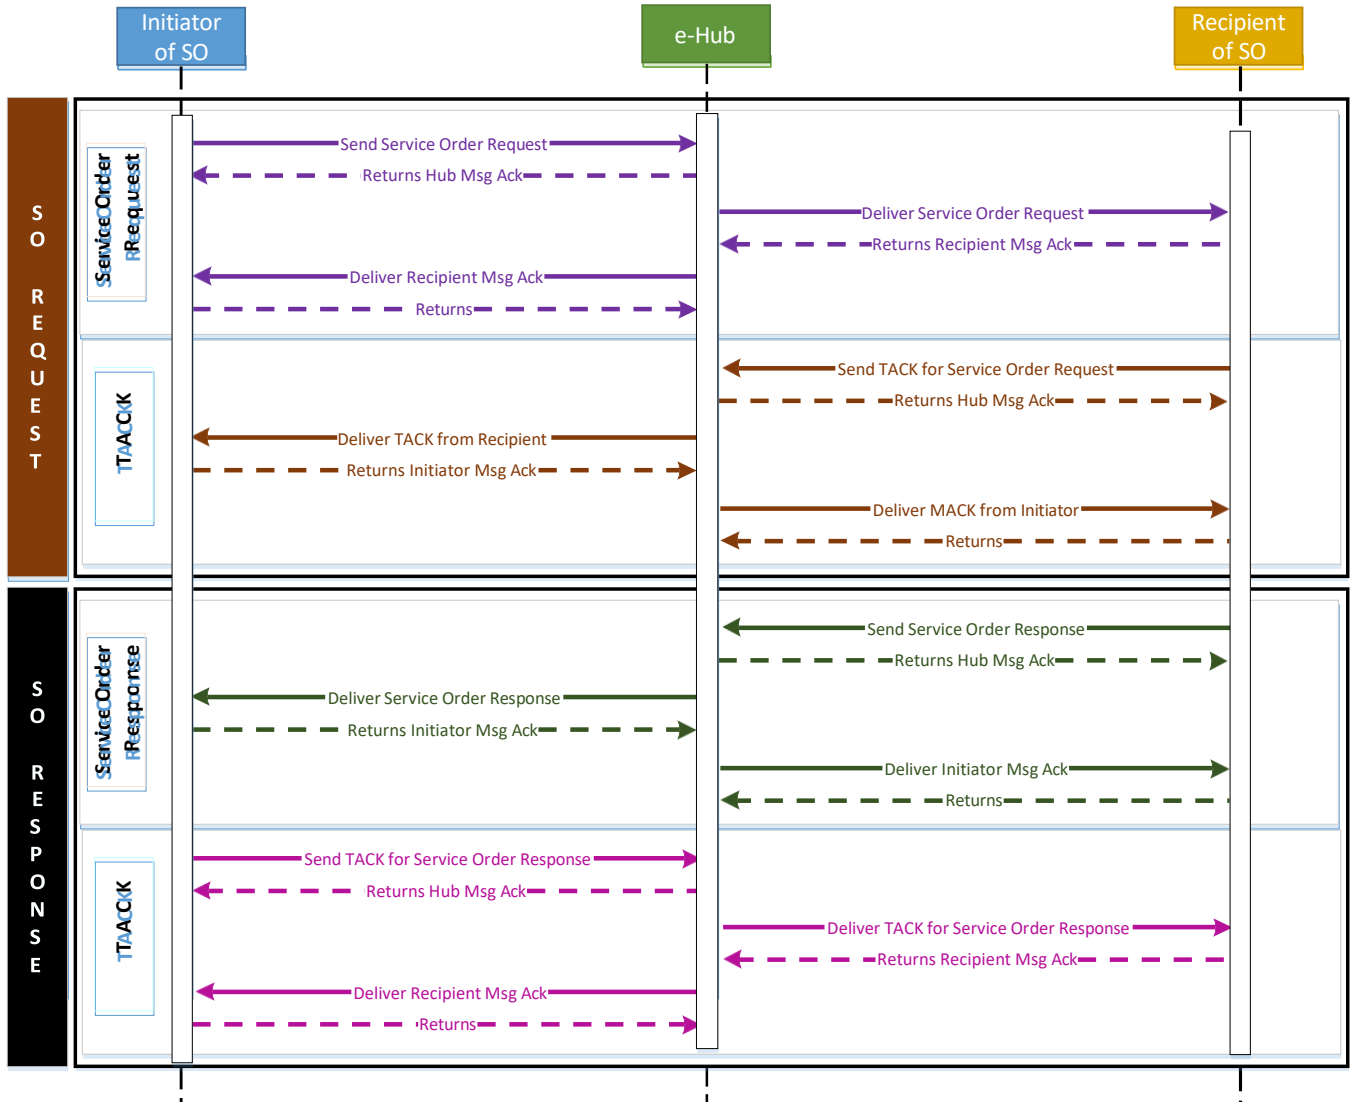 Initiator
of SO
e-Hub
Recipient
of SO
SO REQUEST
Service Order
Request
Send Service Order Request
Returns Hub Msg Ack
Deliver Service Order Request
Returns Recipient Msg Ack
Deliver Recipient Msg Ack
Returns
TACK
Send TACK for Service Order Request
Returns Hub Msg Ack
Deliver TACK from Recipient
Returns Initiator Msg Ack
Deliver MACK from Initiator
Returns
SO RESPONSE
Service Order
Response
Send Service Order Response
Returns Hub Msg Ack
Deliver Service Order Response
Returns Initiator Msg Ack
Deliver Initiator Msg Ack
Returns
TACK
Send TACK for Service Order Response
Returns Hub Msg Ack
Deliver TACK for Service Order Response
Returns Recipient Msg Ack
Deliver Recipient Msg Ack
Returns